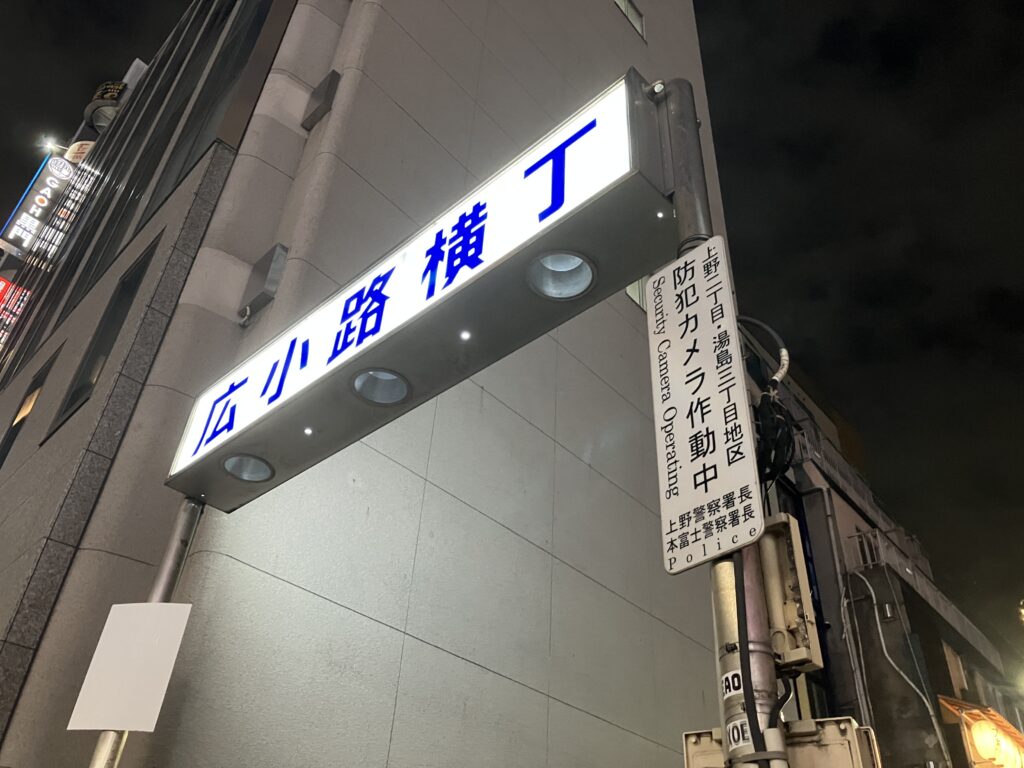 広小路横丁
上野二丁目・湯島三丁目地区
防犯カメラ作動中
Security Camera Operating
上野警察署長
本富士警察署長
Police
GAOH